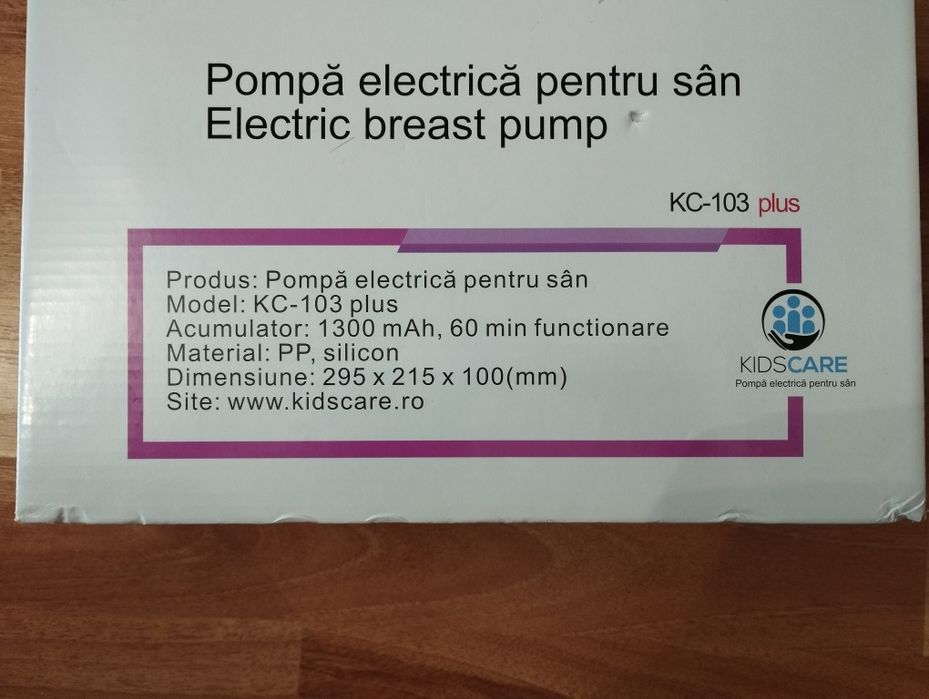 Pompă electrică pentru sân
Electric breast pump
KC-103 plus
Produs: Pompă electrică pentru sân
Model: KC-103 plus
Acumulator: 1300 mAh, 60 min functionare
Material: PP, silicon
Dimensiune: 295 x 215 x 100(mm)
Site: www.kidscare.ro
KIDSCARE
Pompă electrică pentru sân